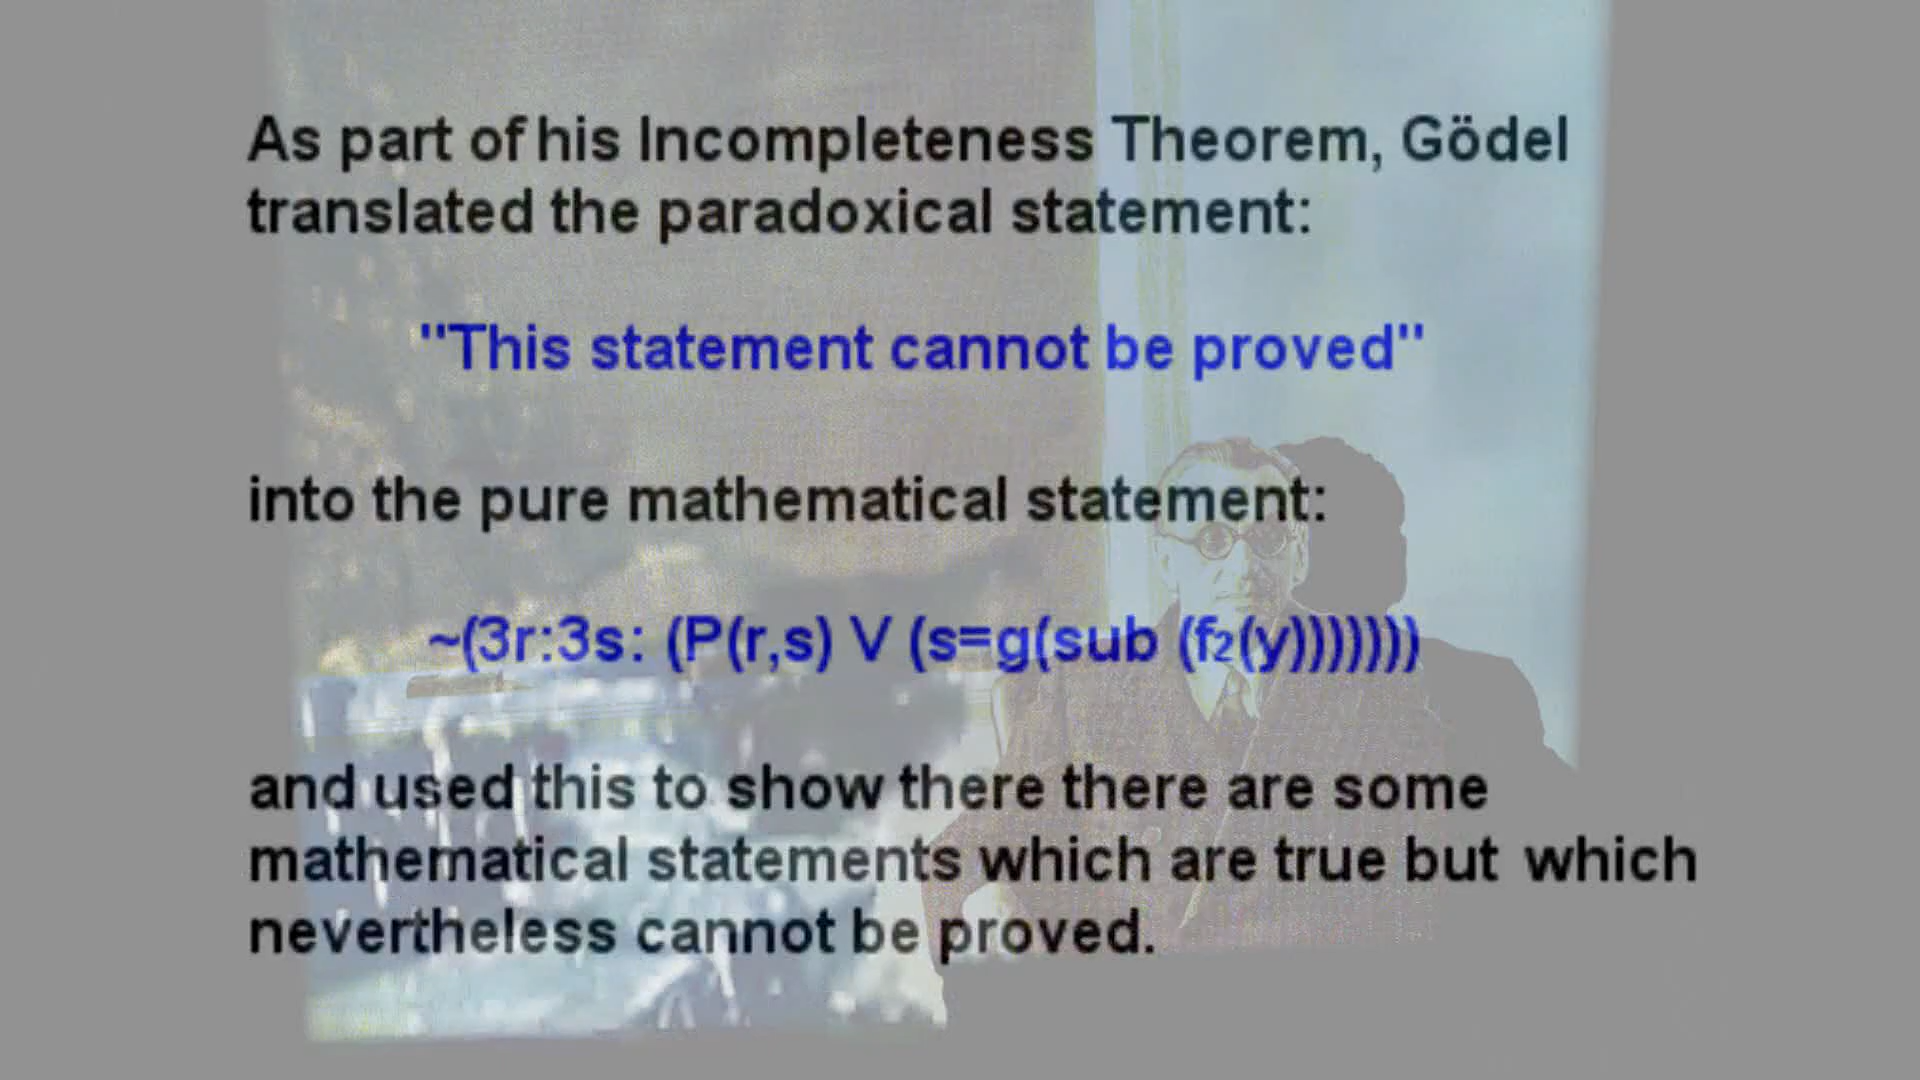 As part of his Incompleteness Theorem, Gödel
translated the paradoxical statement:
"This statement cannot be proved"
into the pure mathematical statement:
~(3r:3s: (P(r,s) V (s=g(sub (f₂(y)))))))
and used this to show there there are some
mathematical statements which are true but which
nevertheless cannot be proved.